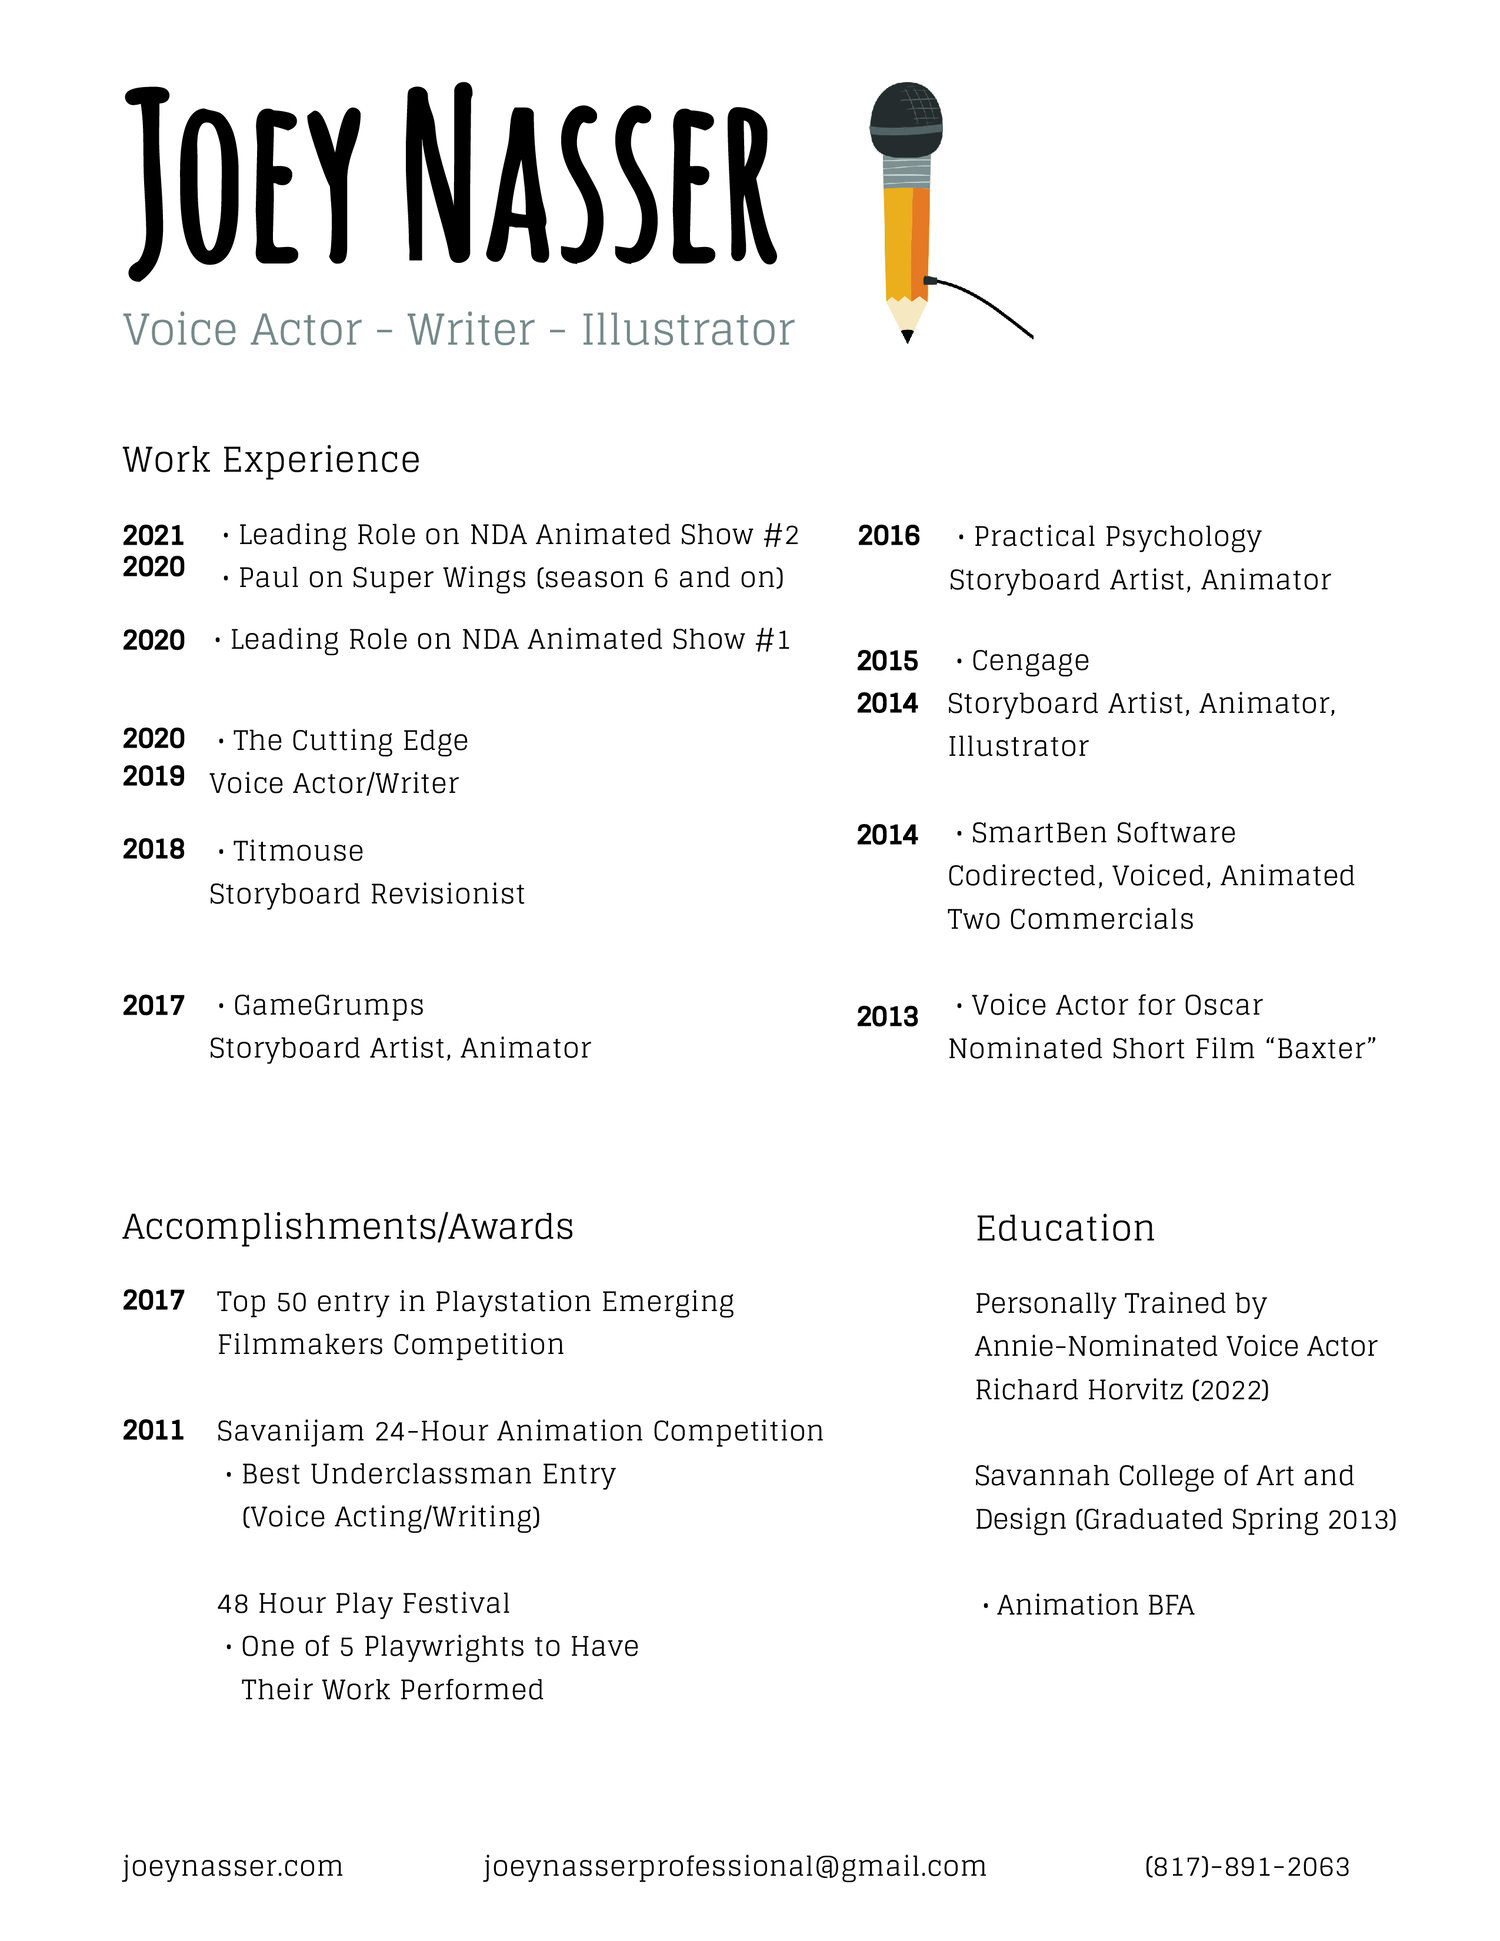 Joey Nasser
Voice Actor - Writer - Illustrator
Work Experience
2021 • Leading Role on NDA Animated Show #2
2020 • Paul on Super Wings (season 6 and on)
2020 • Leading Role on NDA Animated Show #1
2020 • The Cutting Edge
2019 Voice Actor/Writer
2018 • Titmouse
Storyboard Revisionist
2017 • GameGrumps
Storyboard Artist, Animator
2016 • Practical Psychology
Storyboard Artist, Animator
2015 • Cengage
2014 Storyboard Artist, Animator,
Illustrator
2014 • SmartBen Software
Codirected, Voiced, Animated
Two Commercials
2013 • Voice Actor for Oscar
Nominated Short Film “Baxter”
Accomplishments/Awards
2017 Top 50 entry in Playstation Emerging
Filmmakers Competition
2011 Savanijam 24-Hour Animation Competition
• Best Underclassman Entry
(Voice Acting/Writing)
48 Hour Play Festival
• One of 5 Playwrights to Have
Their Work Performed
Education
Personally Trained by
Annie-Nominated Voice Actor
Richard Horvitz (2022)
Savannah College of Art and
Design (Graduated Spring 2013)
• Animation BFA
joeynasser.com joeynasserprofessional@gmail.com (817)-891-2063